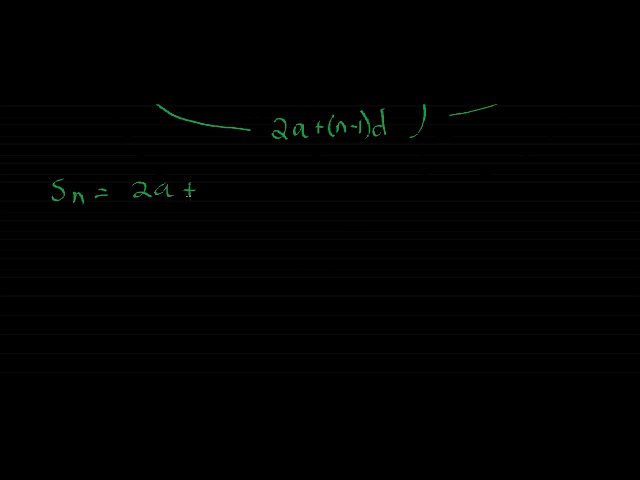 2a+(n-1)d
Sn = 2a +